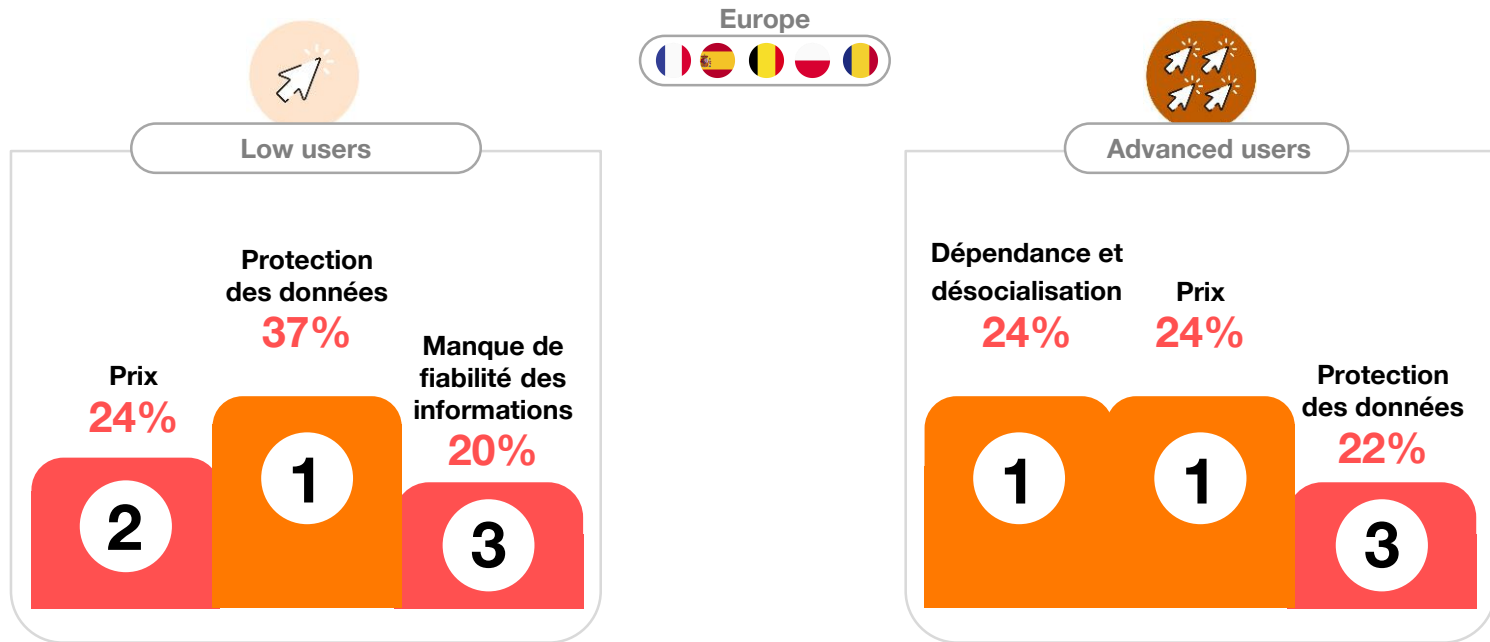 Europe
Low users
Prix
24%
2
Protection
des données
37%
1
Manque de
fiabilité des
informations
20%
3
Advanced users
Dépendance et
désocialisation
24%
1
Prix
24%
1
Protection
des données
22%
3